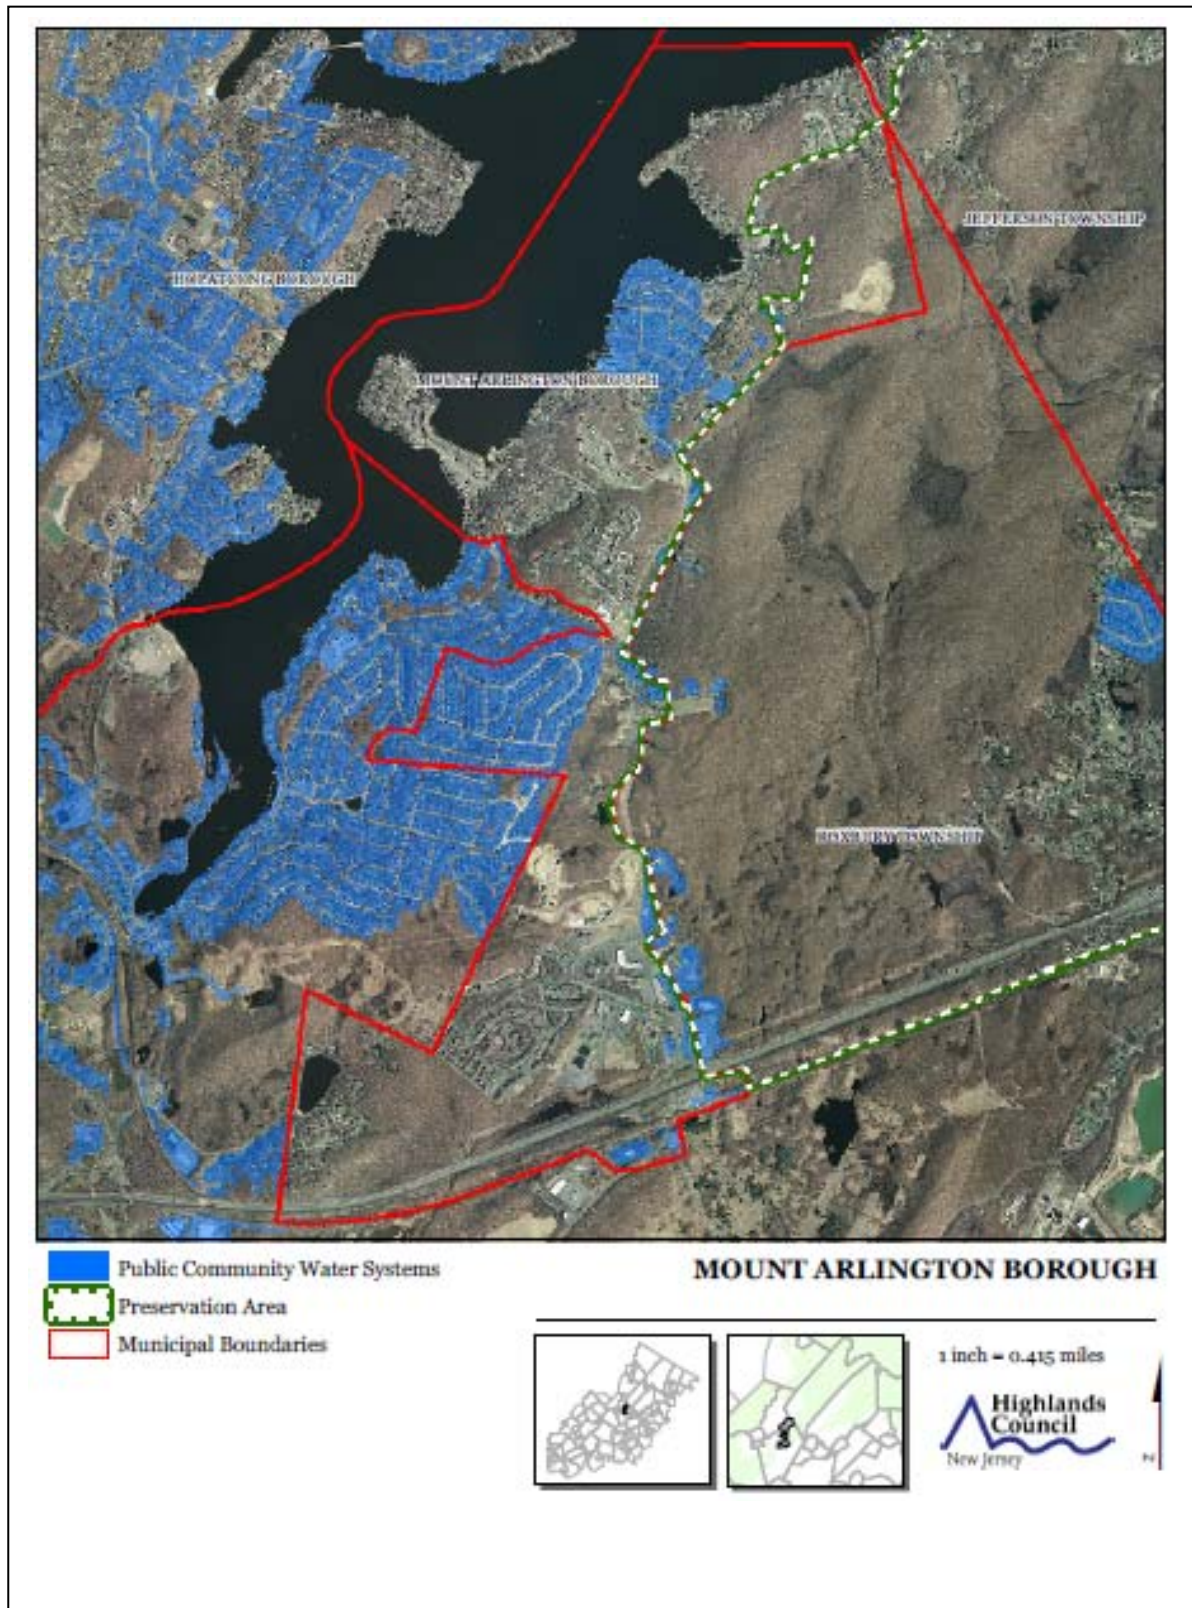 JEFFERSON TOWNSHIP
HOPATCONG BOROUGH
MOUNT ARLINGTON BOROUGH
ROXBURY TOWNSHIP
Public Community Water Systems
Preservation Area
Municipal Boundaries
MOUNT ARLINGTON BOROUGH
1 inch = 0.415 miles
Highlands
Council
New Jersey
N